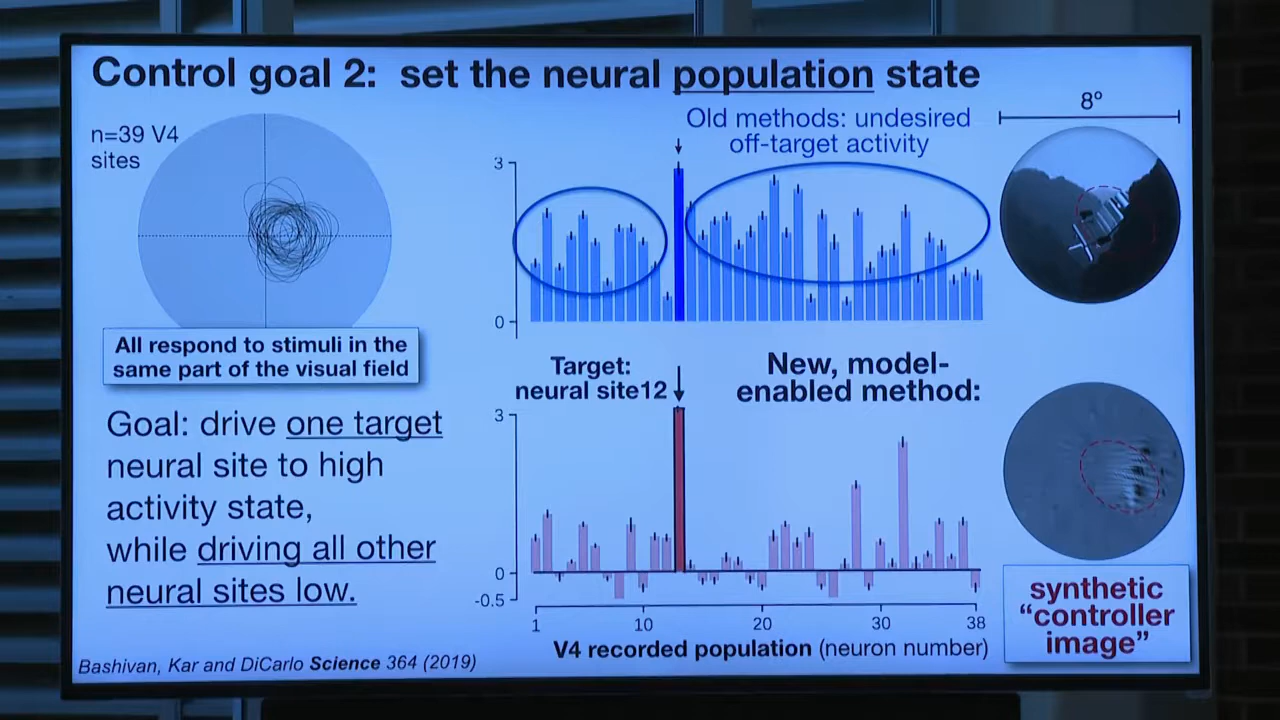 Control goal 2: set the neural population state
n=39 V4
sites
All respond to stimuli in the
same part of the visual field
Goal: drive one target
neural site to high
activity state,
while driving all other
neural sites low.
Bashivan, Kar and DiCarlo Science 364 (2019)
Old methods: undesired
off-target activity
3
0
Target:
neural site12
New, model-
enabled method:
3
0
-0.5
1 10 20 30 38
V4 recorded population (neuron number)
8º
synthetic
“controller
image”